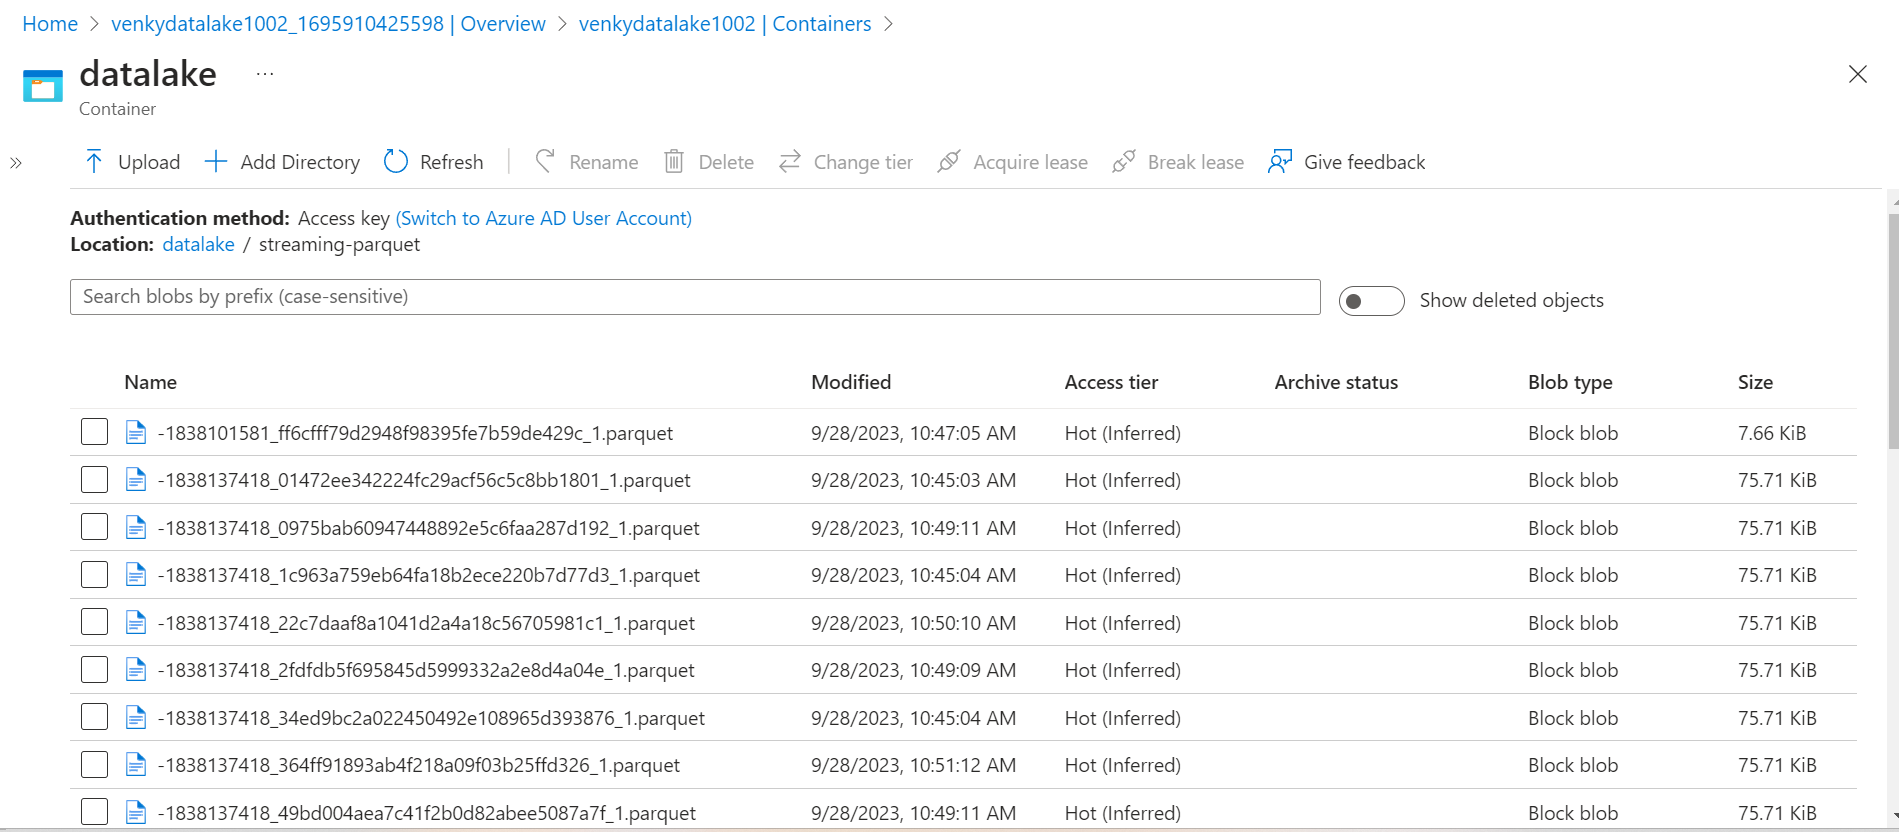 Home > venkydatalake1002_1695910425598 | Overview > venkydatalake1002 | Containers >
datalake ...
Container
Upload Add Directory Refresh Rename Delete Change tier Acquire lease Break lease Give feedback
Authentication method: Access key (Switch to Azure AD User Account)
Location: datalake / streaming-parquet
Search blobs by prefix (case-sensitive) Show deleted objects
Name Modified Access tier Archive status Blob type Size
-1838101581_ff6cfff79d2948f98395fe7b59de429c_1.parquet 9/28/2023, 10:47:05 AM Hot (Inferred) Block blob 7.66 KiB
-1838137418_01472ee342224fc29acf56c5c8bb1801_1.parquet 9/28/2023, 10:45:03 AM Hot (Inferred) Block blob 75.71 KiB
-1838137418_0975bab60947448892e5c6faa287d192_1.parquet 9/28/2023, 10:49:11 AM Hot (Inferred) Block blob 75.71 KiB
-1838137418_1c963a759eb64fa18b2ece220b7d77d3_1.parquet 9/28/2023, 10:45:04 AM Hot (Inferred) Block blob 75.71 KiB
-1838137418_22c7daaf8a1041d2a4a18c56705981c1_1.parquet 9/28/2023, 10:50:10 AM Hot (Inferred) Block blob 75.71 KiB
-1838137418_2fdfdb5f695845d5999332a2e8d4a04e_1.parquet 9/28/2023, 10:49:09 AM Hot (Inferred) Block blob 75.71 KiB
-1838137418_34ed9bc2a022450492e108965d393876_1.parquet 9/28/2023, 10:45:04 AM Hot (Inferred) Block blob 75.71 KiB
-1838137418_364ff91893ab4f218a09f03b25ffd326_1.parquet 9/28/2023, 10:51:12 AM Hot (Inferred) Block blob 75.71 KiB
-1838137418_49bd004aea7c41f2b0d82abee5087a7f_1.parquet 9/28/2023, 10:49:11 AM Hot (Inferred) Block blob 75.71 KiB